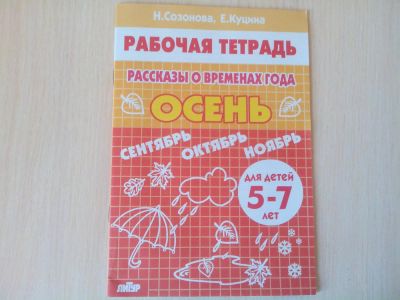 Н.Созонова, Е.Куцина
РАБОЧАЯ ТЕТРАДЬ
РАССКАЗЫ О ВРЕМЕНАХ ГОДА
ОСЕНЬ
СЕНТЯБРЬ
ОКТЯБРЬ
НОЯБРЬ
для детей
5-7
лет
ЛИТУР